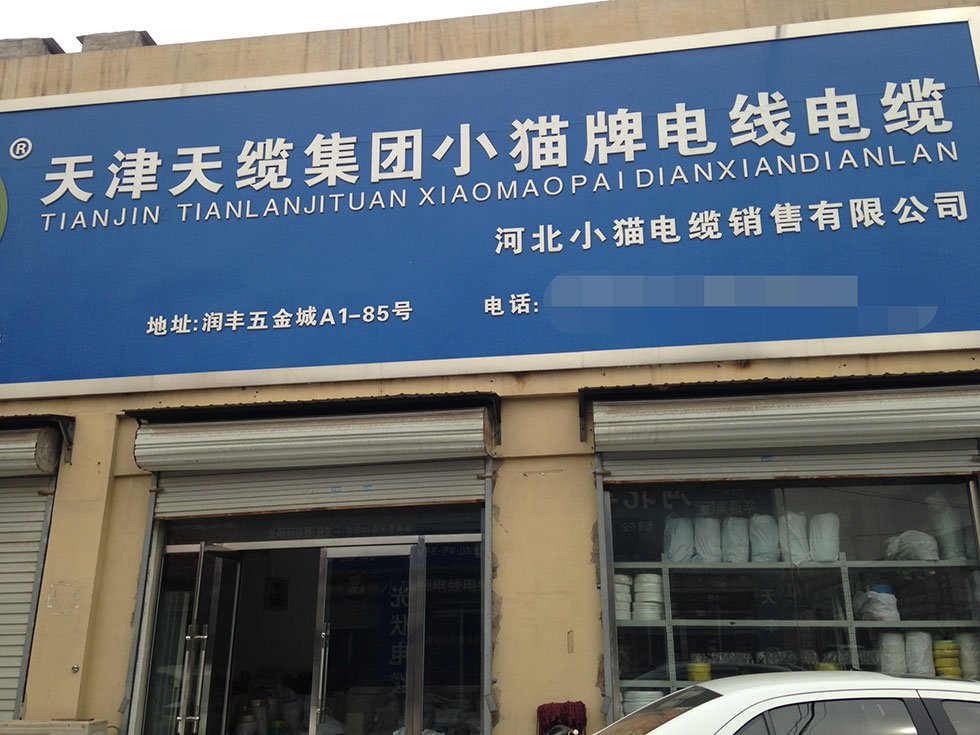 ®
天津天缆集团小猫牌电线电缆
TIANJIN TIANLANJITUAN XIAOMAOPAIDIANXIANDIANLAN
河北小猫电缆销售有限公司
地址:润丰五金城A1-85号
电话: